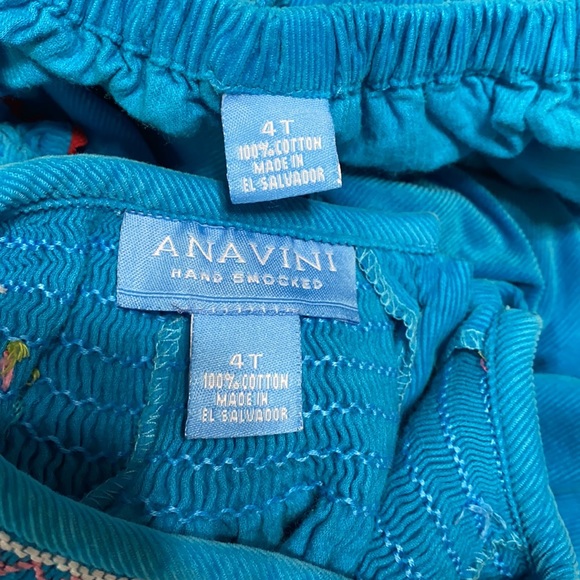 4T
100% COTTON
MADE IN
EL SALVADOR
ANAVINI
HAND SMOCKED
4T
100% COTTON
MADE IN
EL SALVADOR